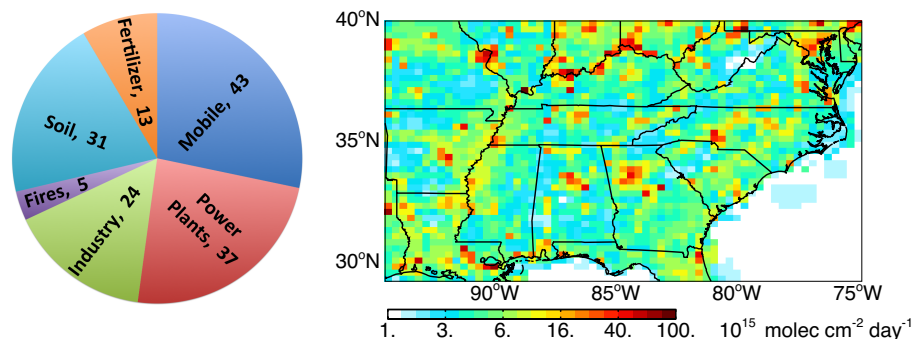 Fertilizer, 13
Mobile, 43
Soil, 31
Fires, 5
Industry, 24
Power
Plants, 37
40°N
35°N
30°N
90°W 85°W 80°W 75°W
1. 3. 6. 16. 40. 100. 10¹⁵ molec cm⁻² day⁻¹